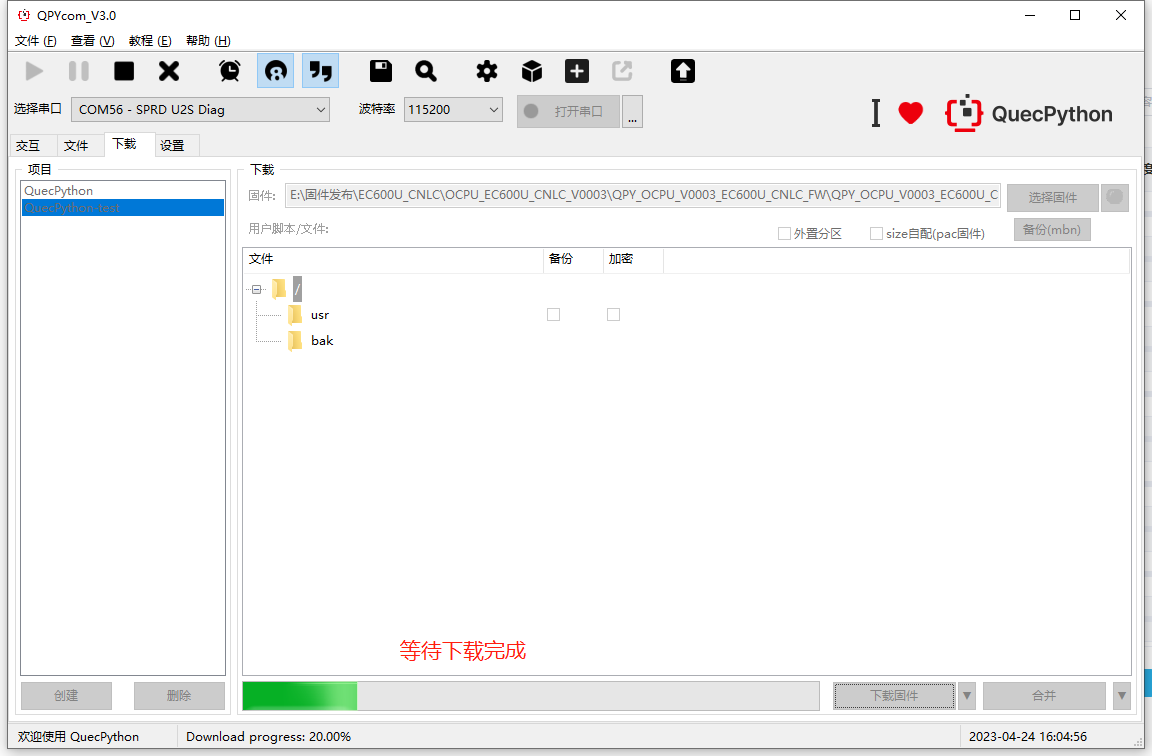 QPYcom_V3.0
文件 (F) 查看 (V) 教程 (E) 帮助 (H)
选择串口 COM56 - SPRD U2S Diag 波特率 115200 打开串口 ...
QuecPython
交互 文件 下载 设置
项目
QuecPython
QuecPython-test
下载
固件: E:\固件发布\EC600U_CNLC\OCPU_EC600U_CNLC_V0003\QPY_OCPU_V0003_EC600U_CNLC_FW\QPY_OCPU_V0003_EC600U_C 选择固件
用户脚本/文件: 外置分区 size自配(pac固件) 备份(mbn)
文件 备份 加密
/
usr
bak
等待下载完成
创建 删除 下载固件 合并
欢迎使用 QuecPython Download progress: 20.00% 2023-04-24 16:04:56